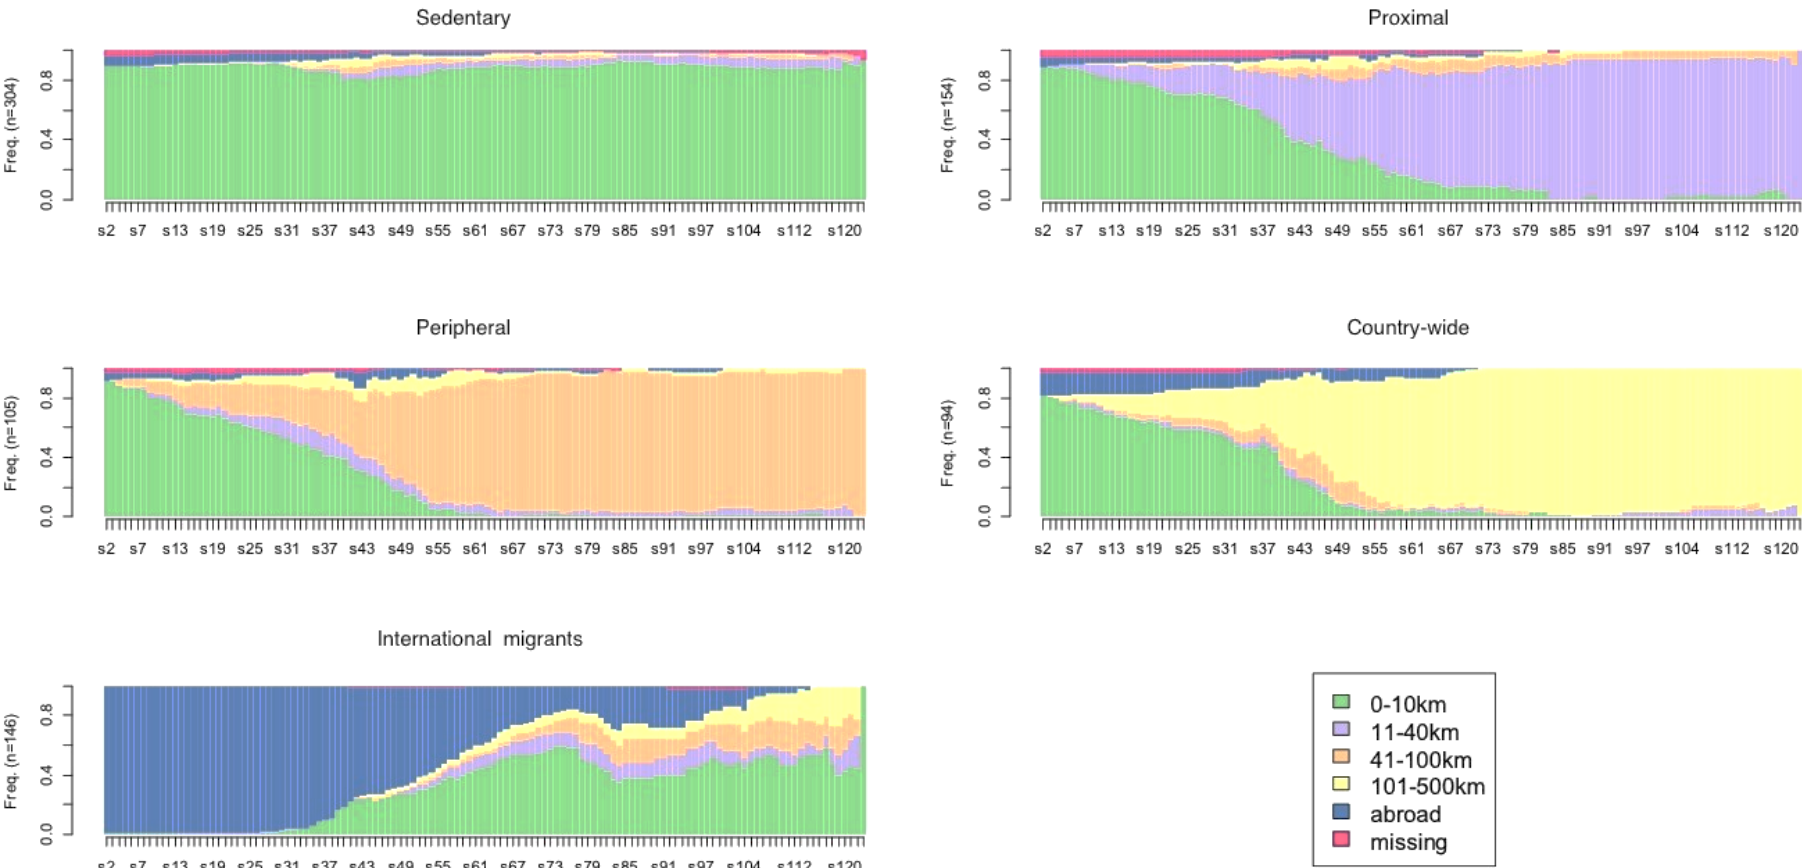 Sedentary
Freq. (n=304)
0.0 0.4 0.8
s2 s7 s13 s19 s25 s31 s37 s43 s49 s55 s61 s67 s73 s79 s85 s91 s97 s104 s112 s120
Proximal
Freq. (n=154)
0.0 0.4 0.8
s2 s7 s13 s19 s25 s31 s37 s43 s49 s55 s61 s67 s73 s79 s85 s91 s97 s104 s112 s120
Peripheral
Freq. (n=105)
0.0 0.4 0.8
s2 s7 s13 s19 s25 s31 s37 s43 s49 s55 s61 s67 s73 s79 s85 s91 s97 s104 s112 s120
Country-wide
Freq. (n=94)
0.0 0.4 0.8
s2 s7 s13 s19 s25 s31 s37 s43 s49 s55 s61 s67 s73 s79 s85 s91 s97 s104 s112 s120
International migrants
Freq. (n=146)
0.0 0.4 0.8
s2 s7 s13 s19 s25 s31 s37 s43 s49 s55 s61 s67 s73 s79 s85 s91 s97 s104 s112 s120
0-10km
11-40km
41-100km
101-500km
abroad
missing